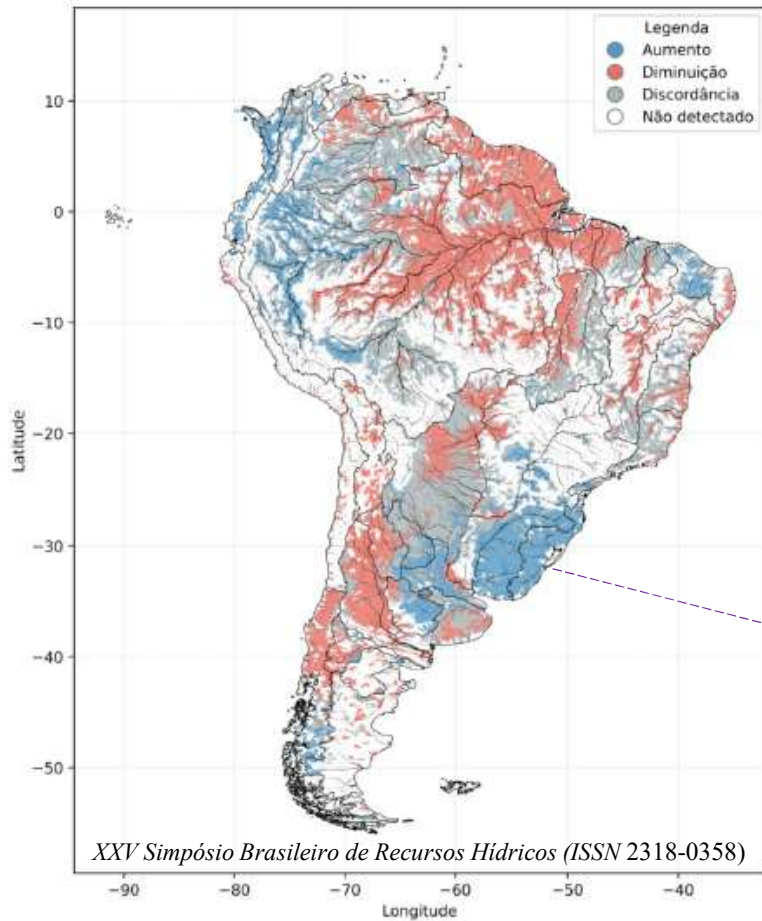 Legenda
Aumento
Diminuição
Discordância
Não detectado
10
0
−10
−20
−30
−40
−50
Latitude
XXV Simpósio Brasileiro de Recursos Hídricos (ISSN 2318-0358)
−90
−80
−70
−60
−50
−40
Longitude